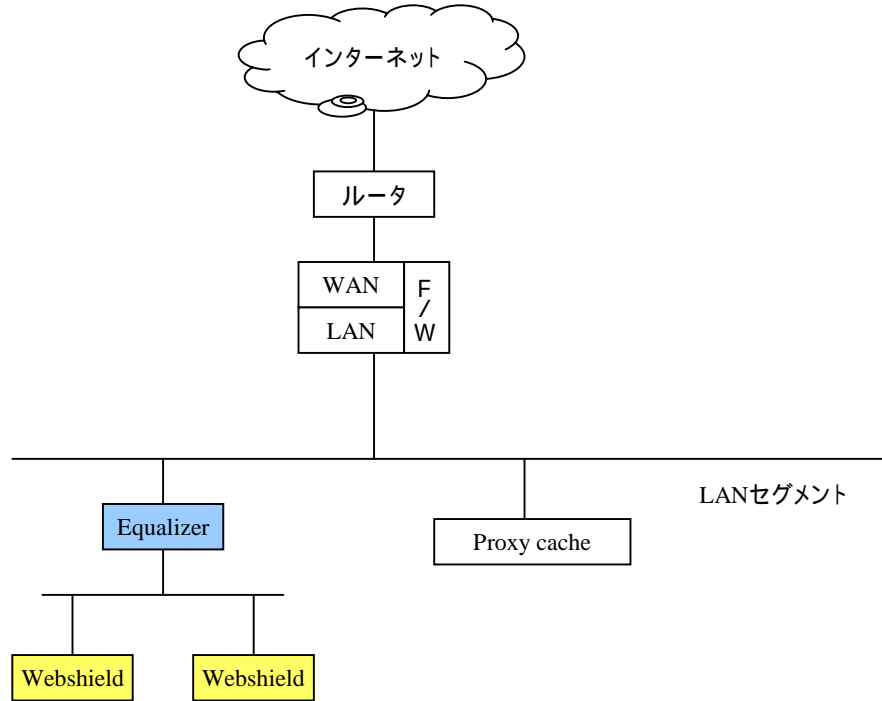 インターネット
ルータ
WAN
LAN
F/W
LANセグメント
Equalizer
Proxy cache
Webshield
Webshield